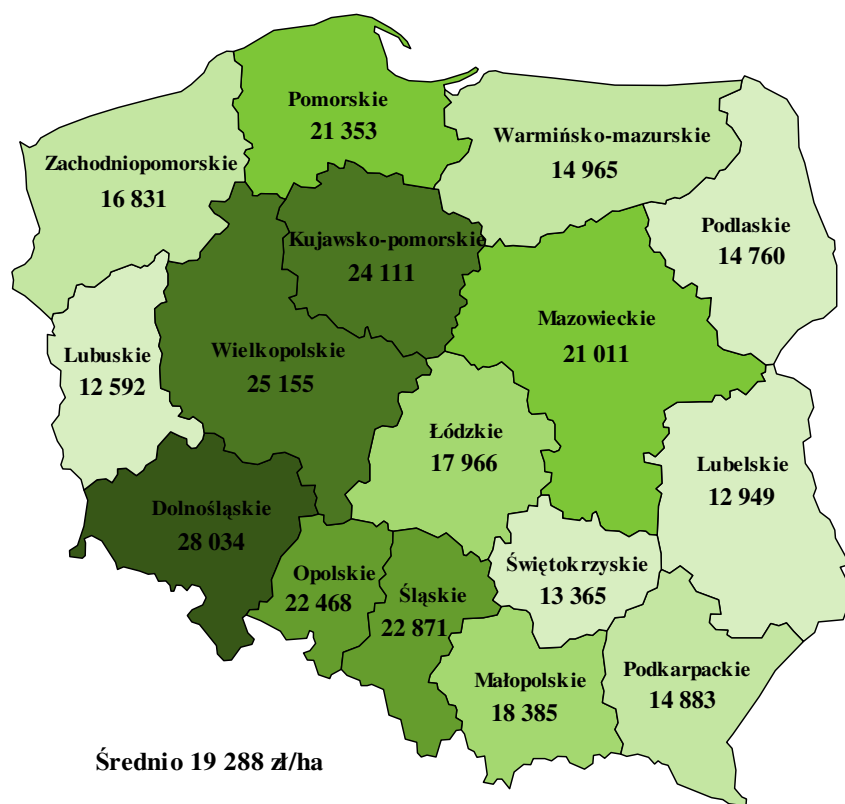 Pomorskie
21 353
Warmińsko-mazurskie
14 965
Zachodniopomorskie
16 831
Podlaskie
14 760
Kujawsko-pomorskie
24 111
Mazowieckie
21 011
Lubuskie
12 592
Wielkopolskie
25 155
Łódzkie
17 966
Lubelskie
12 949
Dolnośląskie
28 034
Opolskie
22 468
Śląskie
22 871
Świętokrzyskie
13 365
Małopolskie
18 385
Podkarpackie
14 883
Średnio 19 288 zł/ha